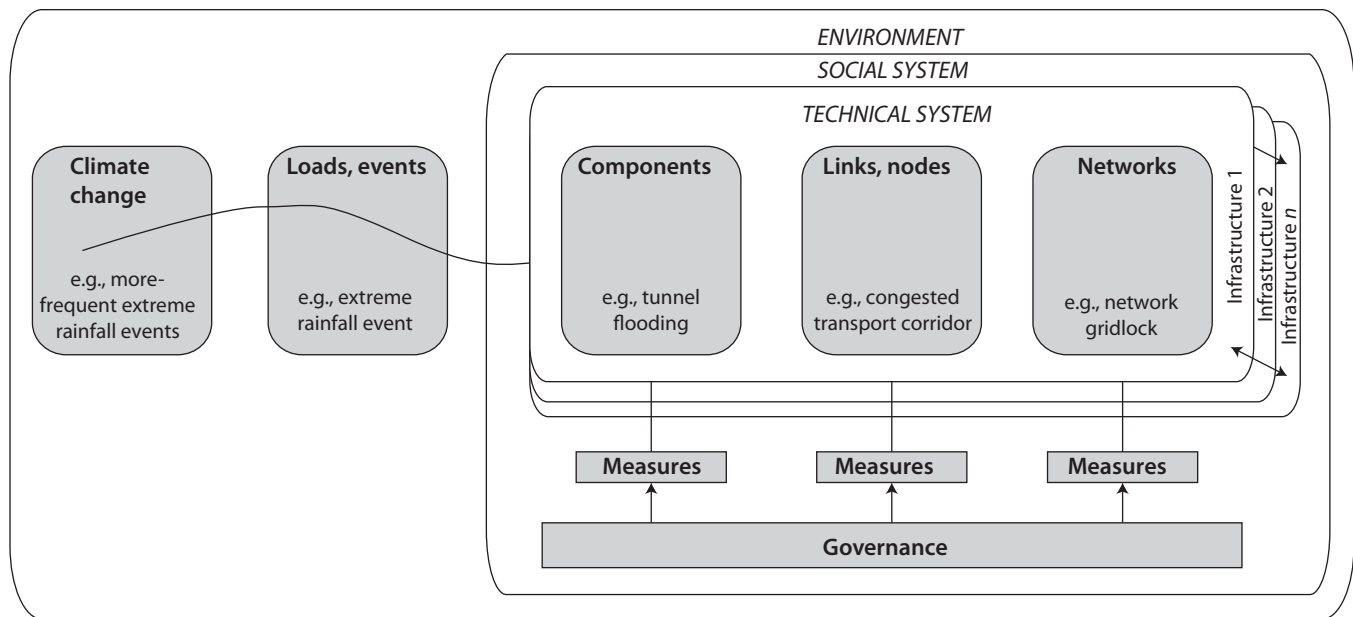 ENVIRONMENT
SOCIAL SYSTEM
TECHNICAL SYSTEM
Climate
change
e.g., more-
frequent extreme
rainfall events
Loads, events
e.g., extreme
rainfall event
Components
e.g., tunnel
flooding
Links, nodes
e.g., congested
transport corridor
Networks
e.g., network
gridlock
Infrastructure 1
Infrastructure 2
Infrastructure n
Measures
Measures
Measures
Governance